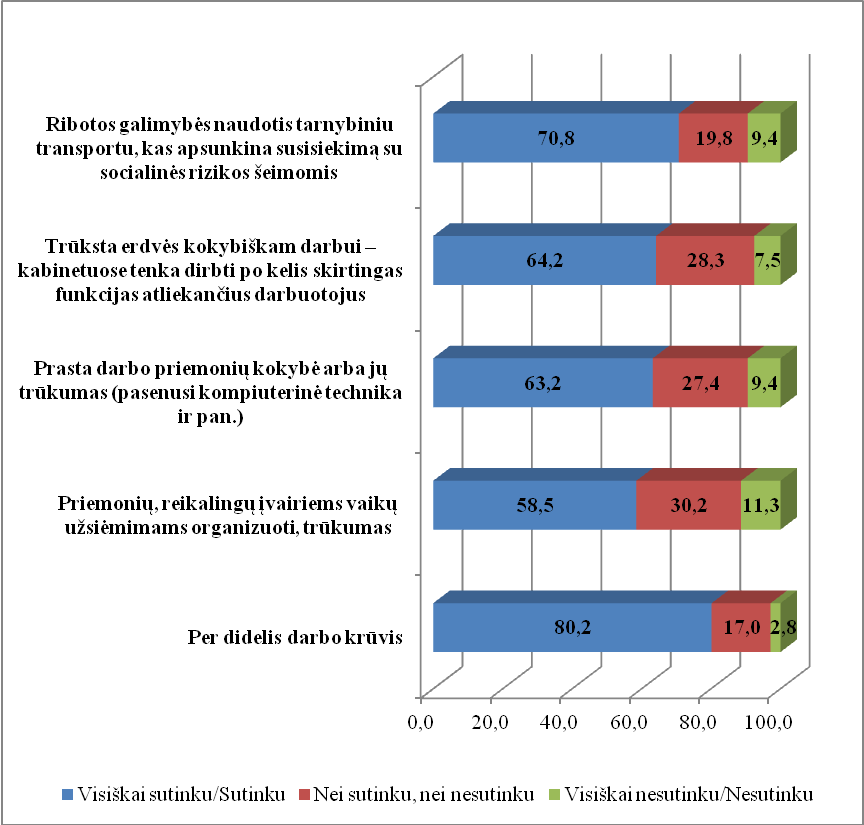 Ribotos galimybės naudotis tarnybiniu
transportu, kas apsunkina susisiekimą su
socialinės rizikos šeimomis
70,8 19,8 9,4
Trūksta erdvės kokybiškam darbui –
kabinetuose tenka dirbti po kelis skirtingas
funkcijas atliekančius darbuotojus
64,2 28,3 7,5
Prasta darbo priemonių kokybė arba jų
trūkumas (pasenusi kompiuterinė technika
ir pan.)
63,2 27,4 9,4
Priemonių, reikalingų įvairiems vaikų
užsiėmimams organizuoti, trūkumas
58,5 30,2 11,3
Per didelis darbo krūvis
80,2 17,0 2,8
0,0 20,0 40,0 60,0 80,0 100,0
Visiškai sutinku/Sutinku Nei sutinku, nei nesutinku Visiškai nesutinku/Nesutinku